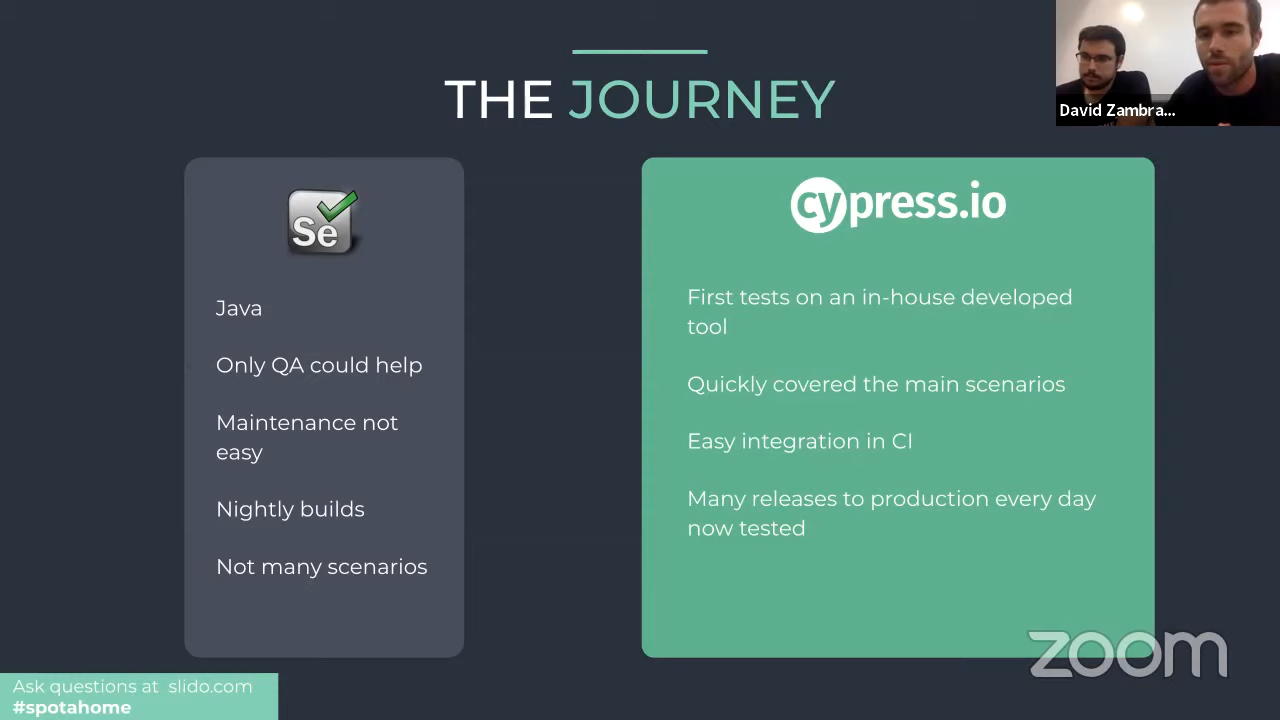 THE JOURNEY
David Zambra...
Se
Java
Only QA could help
Maintenance not
easy
Nightly builds
Not many scenarios
cypress.io
First tests on an in-house developed
tool
Quickly covered the main scenarios
Easy integration in CI
Many releases to production every day
now tested
zoom
Ask questions at slido.com
#spotahome